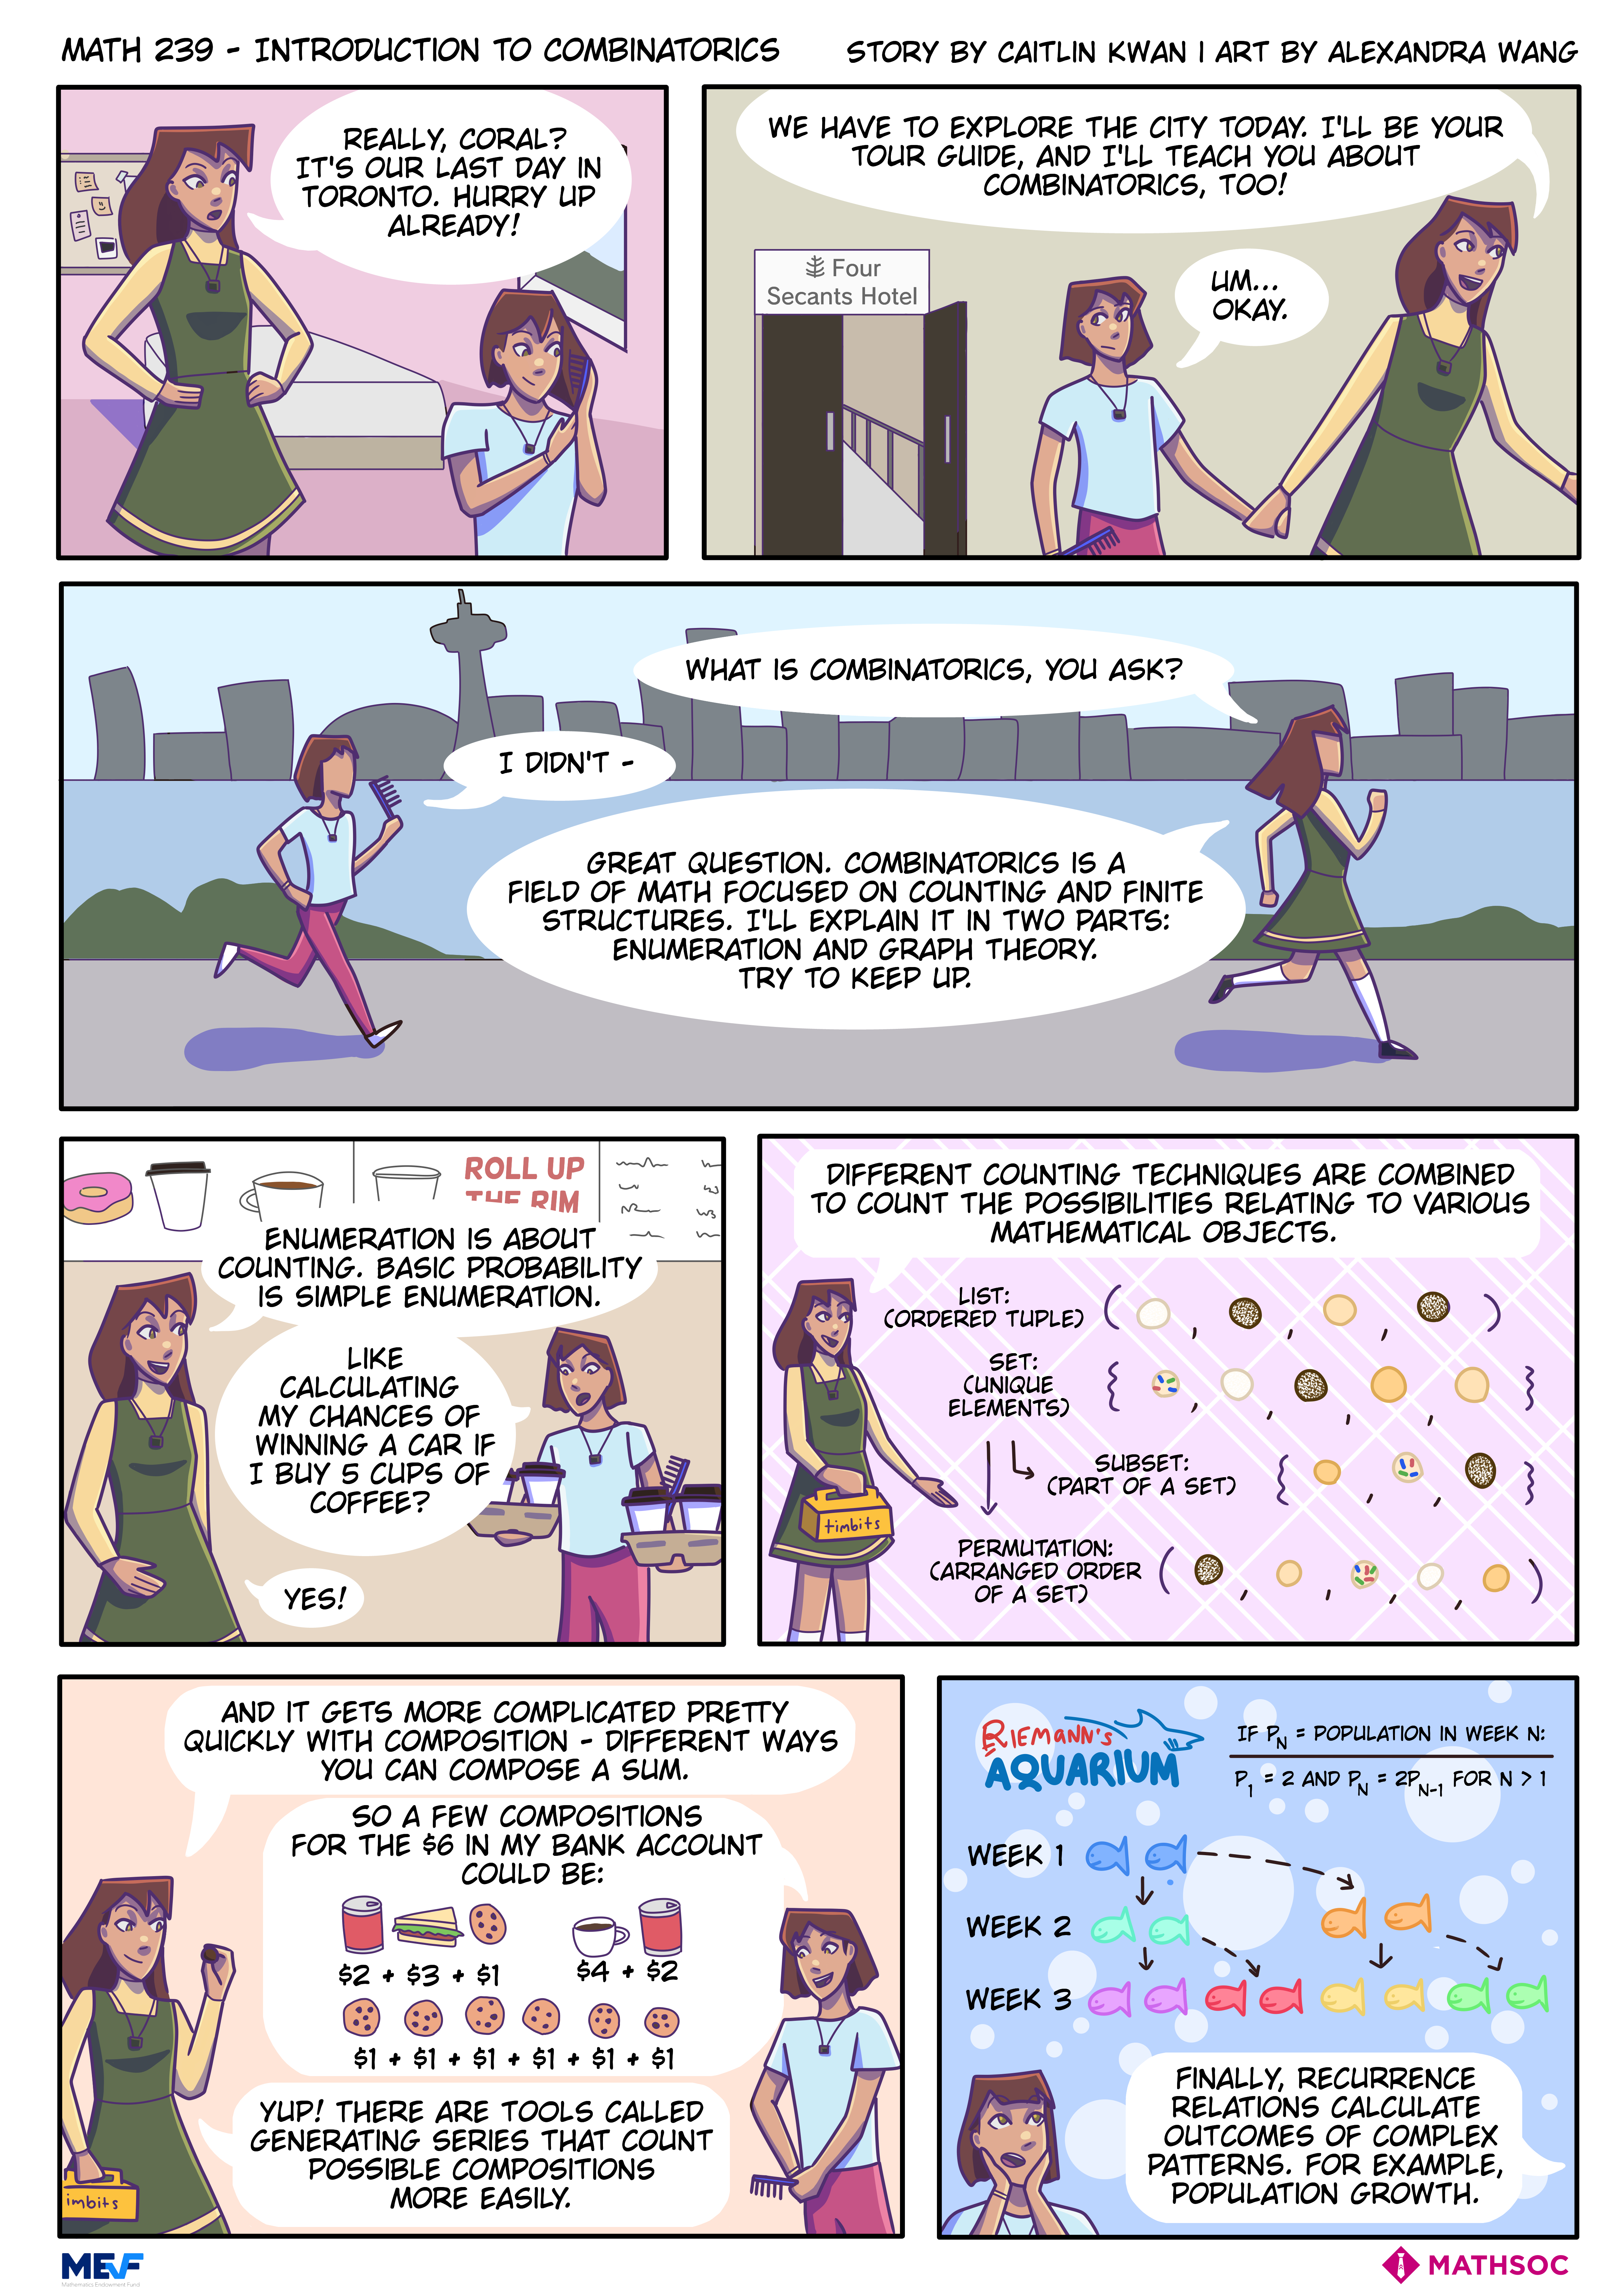 MATH 239 - INTRODUCTION TO COMBINATORICS
STORY BY CAITLIN KWAN | ART BY ALEXANDRA WANG
REALLY, CORAL?
IT'S OUR LAST DAY IN
TORONTO. HURRY UP
ALREADY!
WE HAVE TO EXPLORE THE CITY TODAY. I'LL BE YOUR
TOUR GUIDE, AND I'LL TEACH YOU ABOUT
COMBINATORICS, TOO!
Four
Secants Hotel
UM...
OKAY.
WHAT IS COMBINATORICS, YOU ASK?
I DIDN'T -
GREAT QUESTION. COMBINATORICS IS A
FIELD OF MATH FOCUSED ON COUNTING AND FINITE
STRUCTURES. I'LL EXPLAIN IT IN TWO PARTS:
ENUMERATION AND GRAPH THEORY.
TRY TO KEEP UP.
ROLL UP
THE RIM
ENUMERATION IS ABOUT
COUNTING. BASIC PROBABILITY
IS SIMPLE ENUMERATION.
LIKE
CALCULATING
MY CHANCES OF
WINNING A CAR IF
I BUY 5 CUPS OF
COFFEE?
YES!
DIFFERENT COUNTING TECHNIQUES ARE COMBINED
TO COUNT THE POSSIBILITIES RELATING TO VARIOUS
MATHEMATICAL OBJECTS.
LIST:
(ORDERED TUPLE) ( , , , )
SET:
(UNIQUE
ELEMENTS) { , , , , }
SUBSET:
(PART OF A SET) { , , }
timbits
PERMUTATION:
(ARRANGED ORDER
OF A SET) ( , , , , )
AND IT GETS MORE COMPLICATED PRETTY
QUICKLY WITH COMPOSITION - DIFFERENT WAYS
YOU CAN COMPOSE A SUM.
SO A FEW COMPOSITIONS
FOR THE $6 IN MY BANK ACCOUNT
COULD BE:
$2 + $3 + $1
$4 + $2
$1 + $1 + $1 + $1 + $1 + $1
YUP! THERE ARE TOOLS CALLED
GENERATING SERIES THAT COUNT
POSSIBLE COMPOSITIONS
MORE EASILY.
imbits
RIEMANN'S
AQUARIUM
IF P_N = POPULATION IN WEEK N:
P_1 = 2 AND P_N = 2P_N-1 FOR N > 1
WEEK 1
WEEK 2
WEEK 3
FINALLY, RECURRENCE
RELATIONS CALCULATE
OUTCOMES OF COMPLEX
PATTERNS. FOR EXAMPLE,
POPULATION GROWTH.
MEF
Mathematics Endowment Fund
MATHSOC